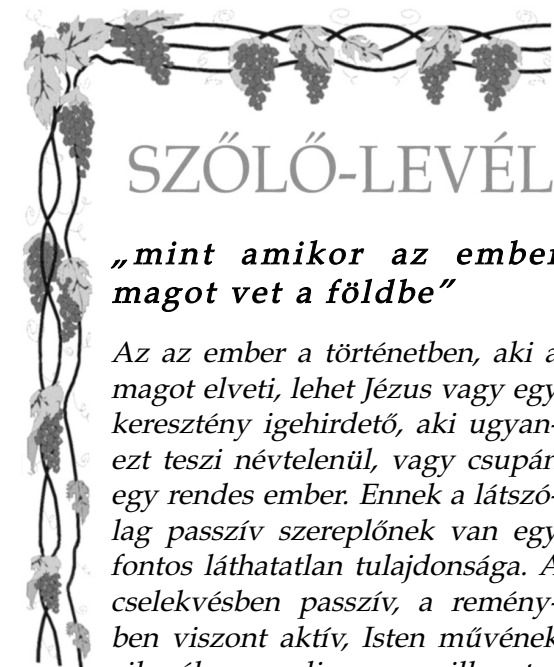 SZŐLŐ-LEVÉL
„mint amikor az ember
magot vet a földbe”
Az az ember a történetben, aki a
magot elveti, lehet Jézus vagy egy
keresztény igehirdető, aki ugyan-
ezt teszi névtelenül, vagy csupán
egy rendes ember. Ennek a látszó-
lag passzív szereplőnek van egy
fontos láthatatlan tulajdonsága. A
cselekvésben passzív, a remény-
ben viszont aktív, Isten művének